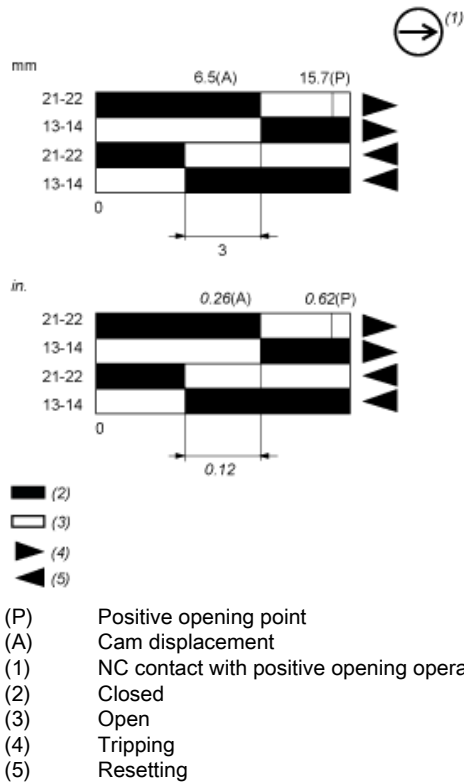 (1)
mm
6.5(A) 15.7(P)
21-22
13-14
21-22
13-14
0
3
in.
0.26(A) 0.62(P)
21-22
13-14
21-22
13-14
0
0.12
(2)
(3)
(4)
(5)
(P) Positive opening point
(A) Cam displacement
(1) NC contact with positive opening opera
(2) Closed
(3) Open
(4) Tripping
(5) Resetting